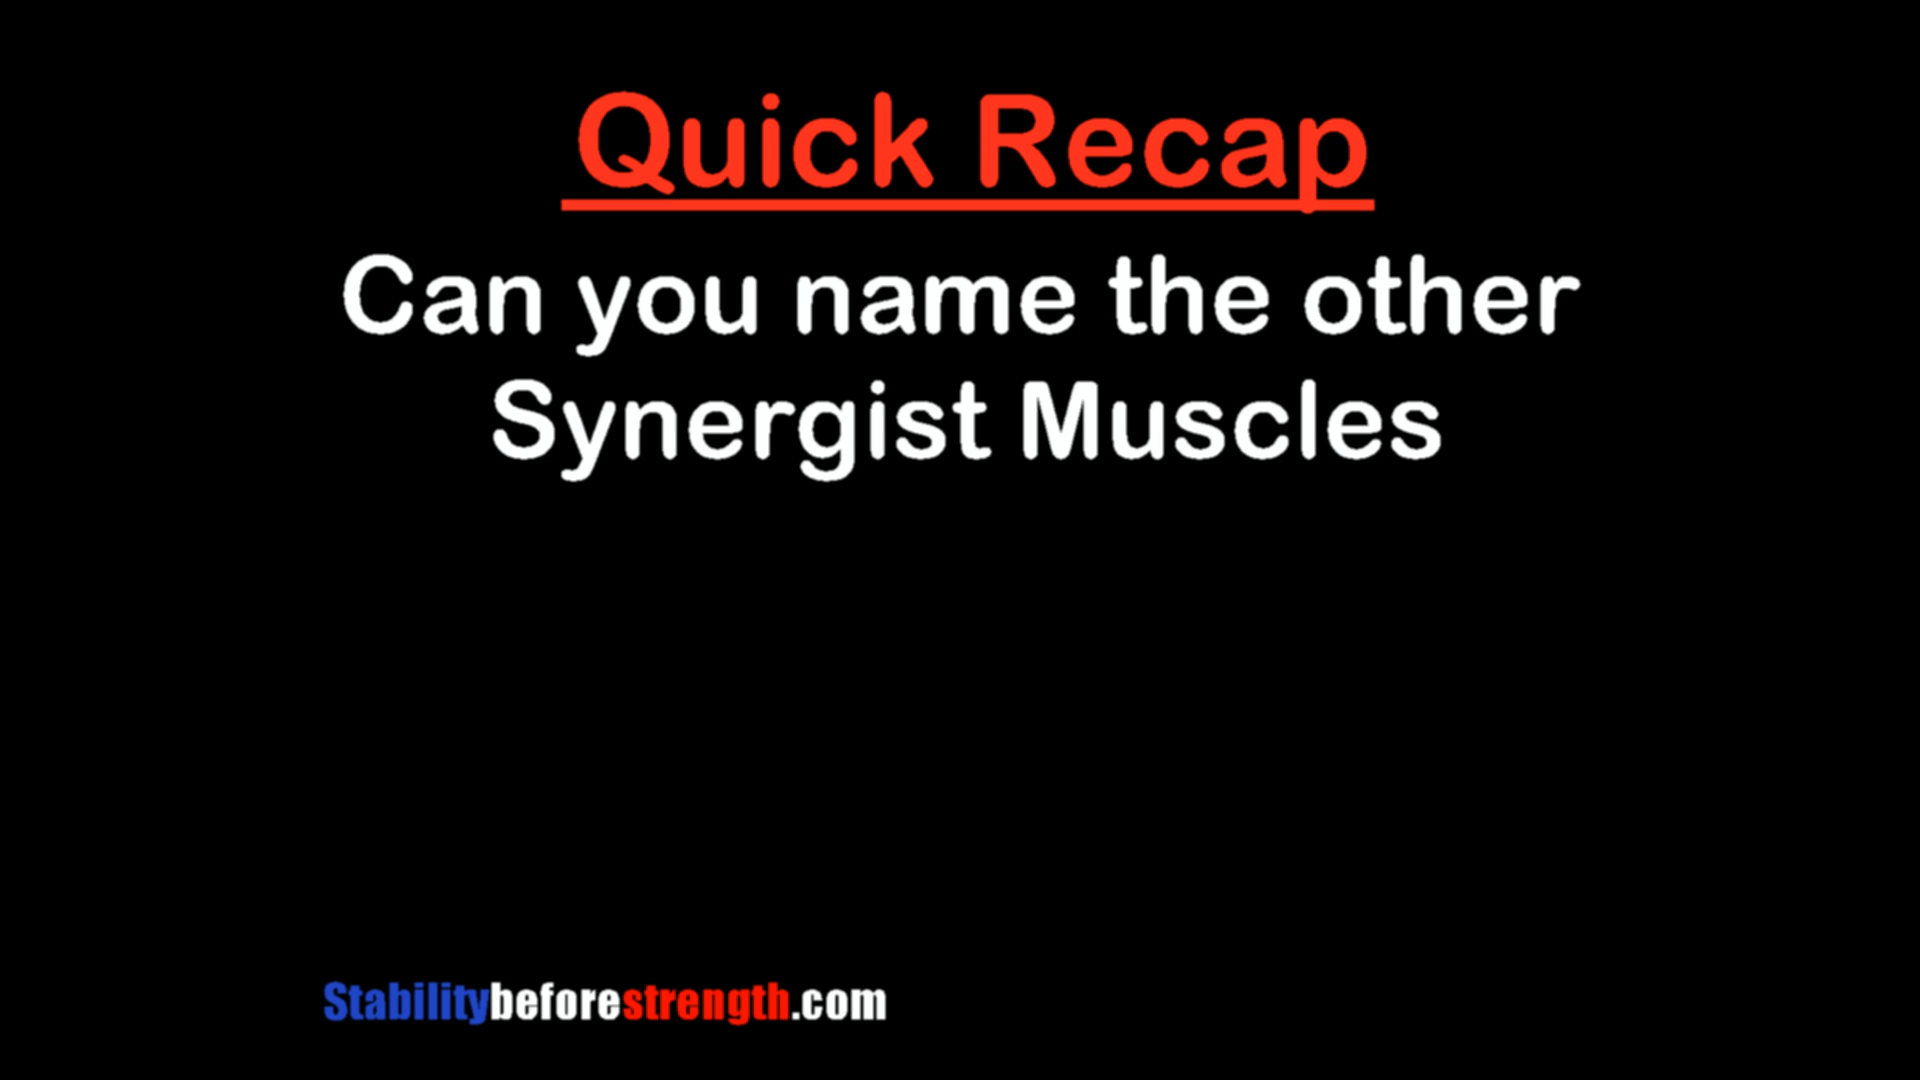 Quick Recap
Can you name the other
Synergist Muscles
Stabilitybeforestrength.com